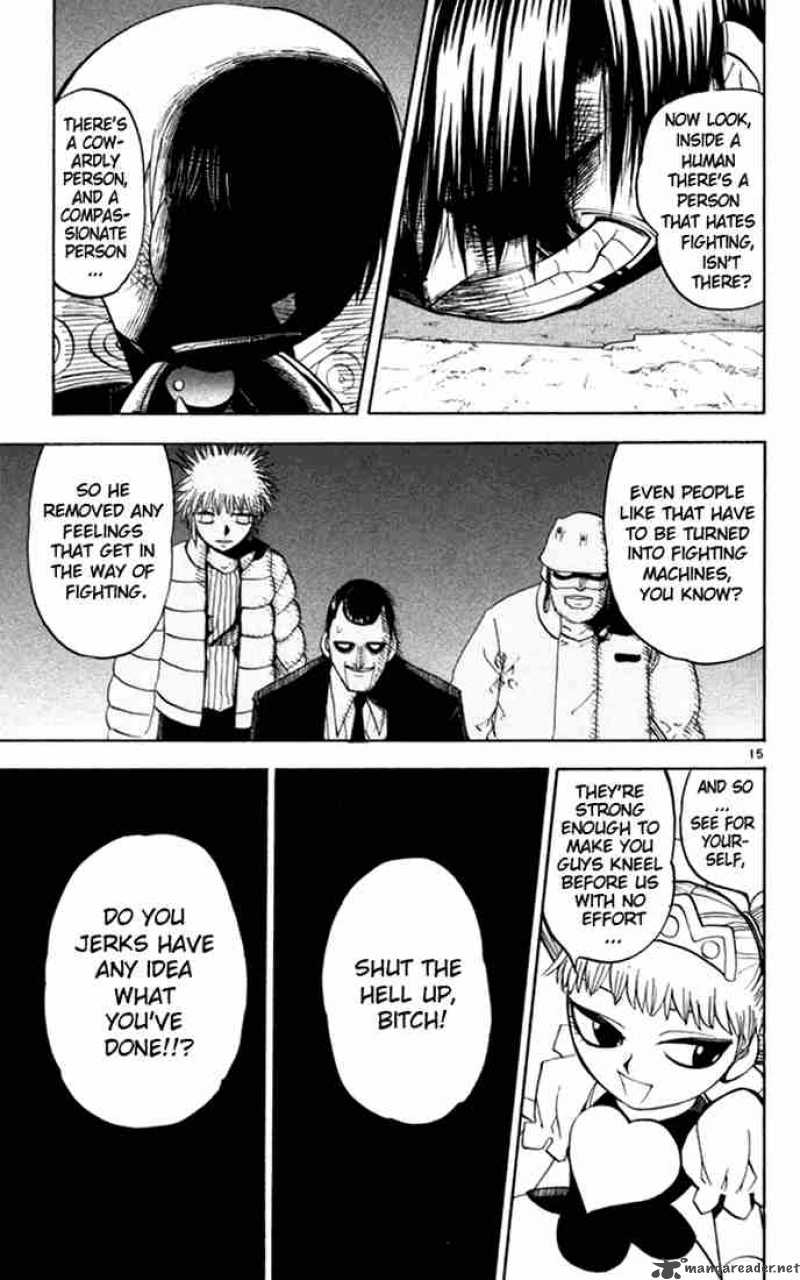 NOW LOOK,
INSIDE A
HUMAN
THERE'S A
PERSON
THAT HATES
FIGHTING,
ISN'T
THERE?
THERE'S
A COW-
ARDLY
PERSON,
AND A
COMPAS-
SIONATE
PERSON
...
EVEN PEOPLE
LIKE THAT HAVE
TO BE TURNED
INTO FIGHTING
MACHINES,
YOU KNOW?
SO HE
REMOVED ANY
FEELINGS
THAT GET IN
THE WAY OF
FIGHTING.
15
AND SO
...
SEE FOR
YOUR-
SELF,
THEY'RE
STRONG
ENOUGH TO
MAKE YOU
GUYS KNEEL
BEFORE US
WITH NO
EFFORT
...
SHUT THE
HELL UP,
BITCH!
DO YOU
JERKS HAVE
ANY IDEA
WHAT
YOU'VE
DONE!!?
mangareader.net